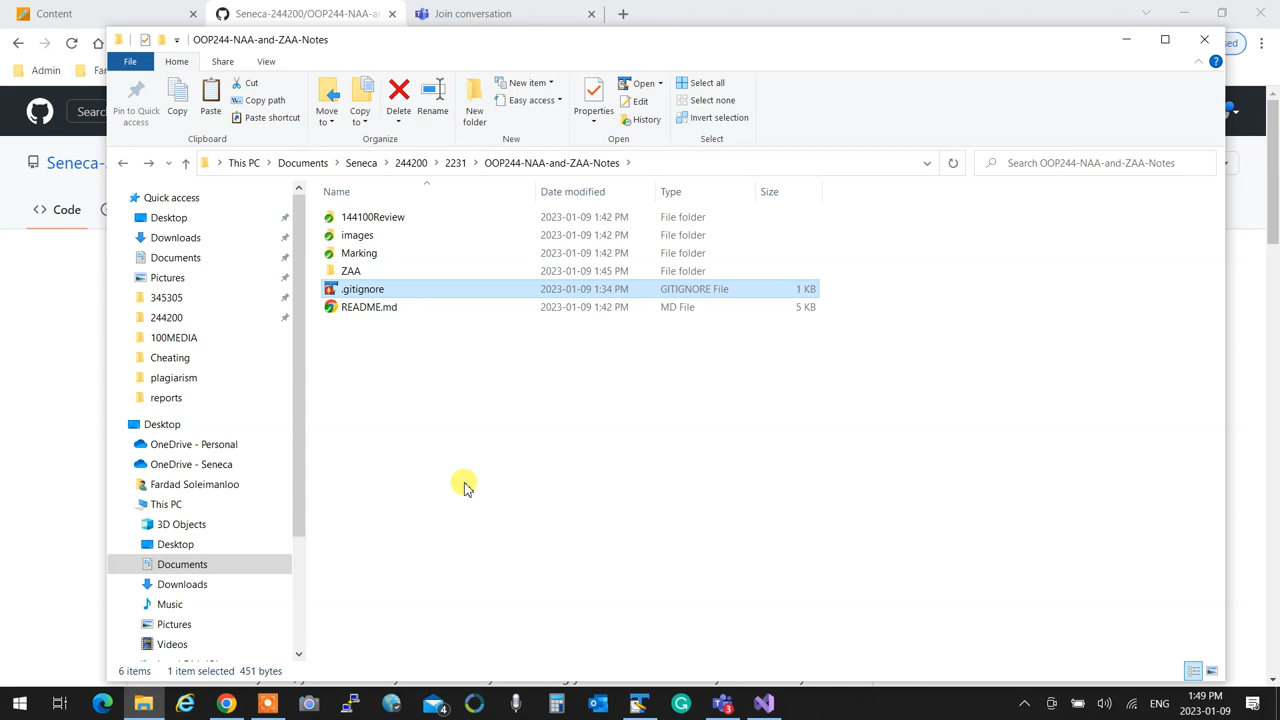 Content
Seneca-244200/OOP244-NAA-an
Join conversation
Admin
Far
Searc
Seneca-
Code
ed
OOP244-NAA-and-ZAA-Notes
File
Home
Share
View
Pin to Quick access
Copy
Paste
Cut
Copy path
Paste shortcut
Clipboard
Move to
Copy to
Delete
Rename
Organize
New folder
New item
Easy access
New
Properties
Open
Edit
History
Open
Select all
Select none
Invert selection
Select
This PC > Documents > Seneca > 244200 > 2231 > OOP244-NAA-and-ZAA-Notes >
Search OOP244-NAA-and-ZAA-Notes
Name Date modified Type Size
144100Review 2023-01-09 1:42 PM File folder
images 2023-01-09 1:42 PM File folder
Marking 2023-01-09 1:42 PM File folder
ZAA 2023-01-09 1:45 PM File folder
.gitignore 2023-01-09 1:34 PM GITIGNORE File 1 KB
README.md 2023-01-09 1:42 PM MD File 5 KB
Quick access
Desktop
Downloads
Documents
Pictures
345305
244200
100MEDIA
Cheating
plagiarism
reports
Desktop
OneDrive - Personal
OneDrive - Seneca
Fardad Soleimanloo
This PC
3D Objects
Desktop
Documents
Downloads
Music
Pictures
Videos
6 items 1 item selected 451 bytes
4
3
ENG
1:49 PM
2023-01-09